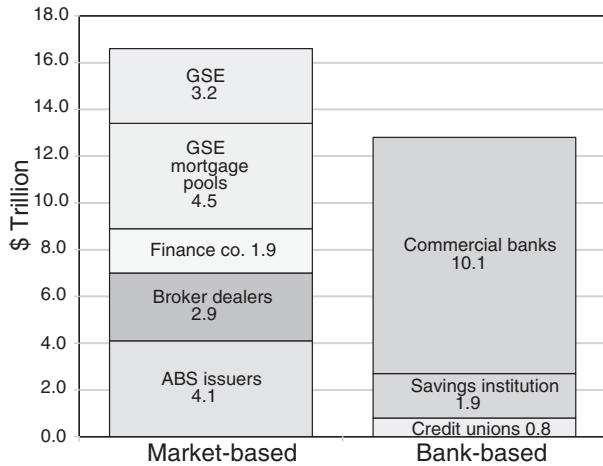 $ Trillion
18.0
16.0
14.0
12.0
10.0
8.0
6.0
4.0
2.0
0.0
GSE
3.2
GSE
mortgage
pools
4.5
Finance co. 1.9
Broker dealers
2.9
ABS issuers
4.1
Commercial banks
10.1
Savings institution
1.9
Credit unions 0.8
Market-based
Bank-based